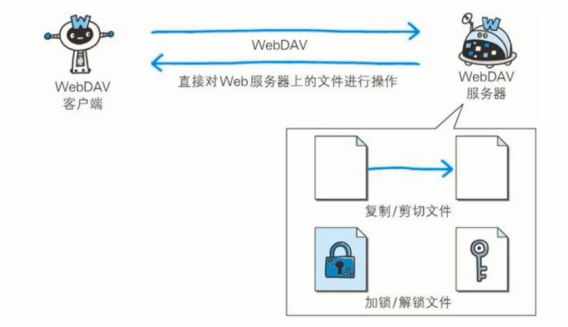 W
W
WebDAV
直接对Web服务器上的文件进行操作
WebDAV
客户端
WebDAV
服务器
复制/剪切文件
加锁/解锁文件